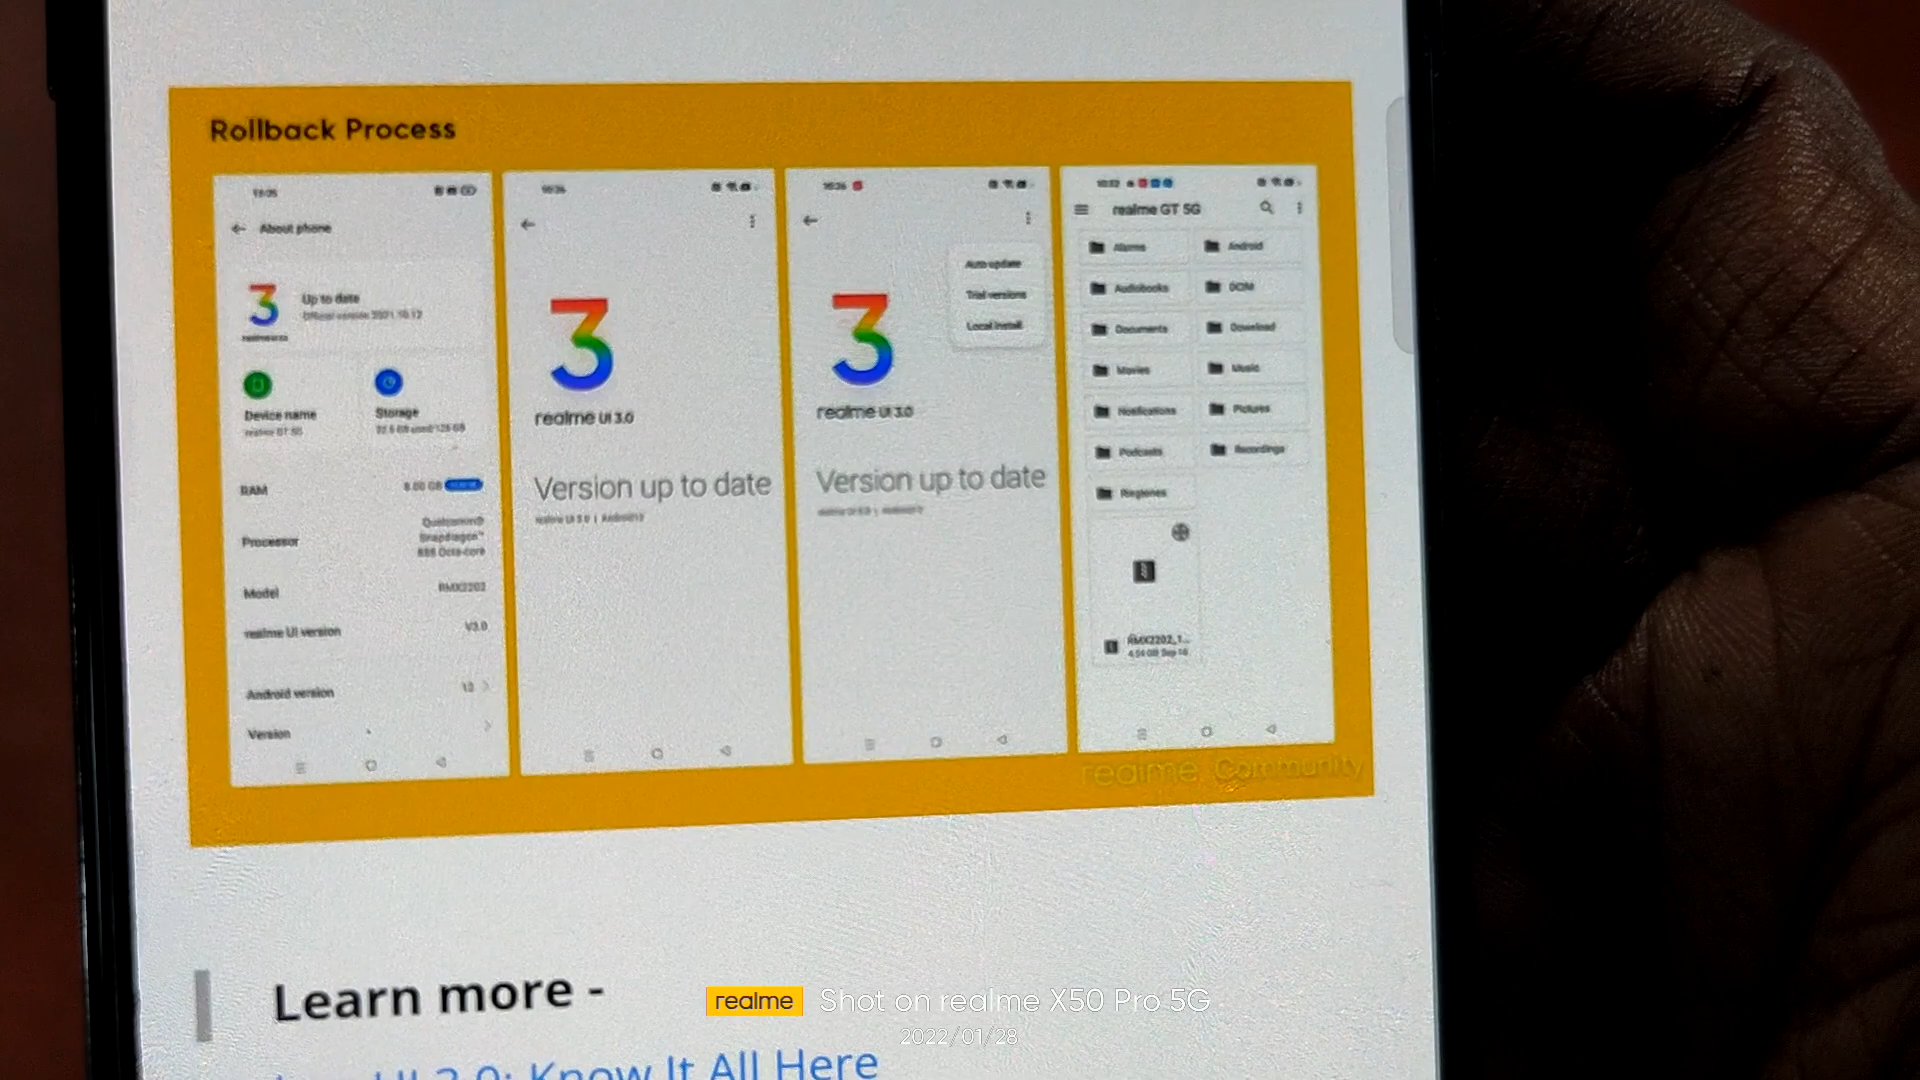 Rollback Process
About phone
3
Up to date
Device name
Storage
RAM
8.00 GB
Processor
Qualcomm®
Snapdragon™
888 Octa-core
Model
RMX2202
realme UI version
V3.0
Android version
12
Version
3
realme UI 3.0
Version up to date
realme UI 3.0 | Android 12
Auto update
Trial versions
Local install
3
realme UI 3.0
Version up to date
realme GT 5G
Alarms
Android
Audiobooks
DCIM
Documents
Download
Movies
Music
Notifications
Pictures
Podcasts
Recordings
Ringtones
RMX2202_1...
realme Community
Learn more -
Know It All Here
realme Shot on realme X50 Pro 5G
2022/01/28